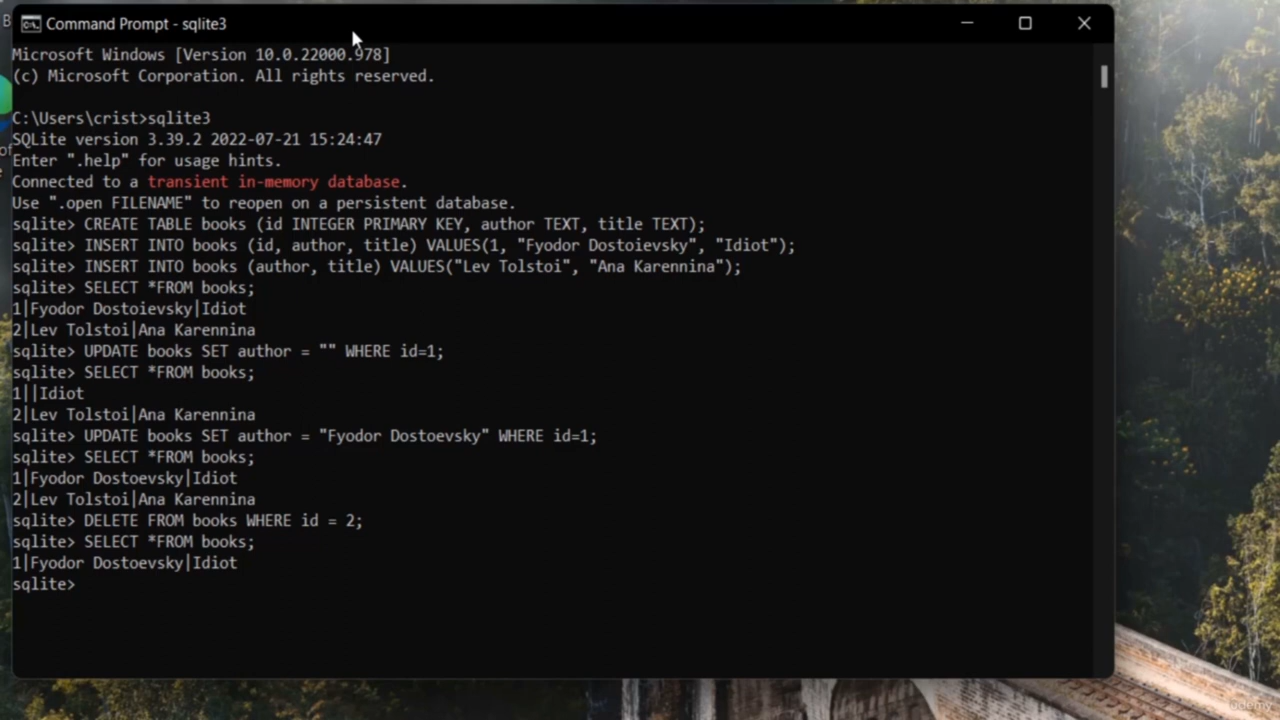 Command Prompt - sqlite3
Microsoft Windows [Version 10.0.22000.978]
(c) Microsoft Corporation. All rights reserved.
C:\Users\crist>sqlite3
SQLite version 3.39.2 2022-07-21 15:24:47
Enter ".help" for usage hints.
Connected to a transient in-memory database.
Use ".open FILENAME" to reopen on a persistent database.
sqlite> CREATE TABLE books (id INTEGER PRIMARY KEY, author TEXT, title TEXT);
sqlite> INSERT INTO books (id, author, title) VALUES(1, "Fyodor Dostoievsky", "Idiot");
sqlite> INSERT INTO books (author, title) VALUES("Lev Tolstoi", "Ana Karennina");
sqlite> SELECT *FROM books;
1|Fyodor Dostoievsky|Idiot
2|Lev Tolstoi|Ana Karennina
sqlite> UPDATE books SET author = "" WHERE id=1;
sqlite> SELECT *FROM books;
1||Idiot
2|Lev Tolstoi|Ana Karennina
sqlite> UPDATE books SET author = "Fyodor Dostoevsky" WHERE id=1;
sqlite> SELECT *FROM books;
1|Fyodor Dostoevsky|Idiot
2|Lev Tolstoi|Ana Karennina
sqlite> DELETE FROM books WHERE id = 2;
sqlite> SELECT *FROM books;
1|Fyodor Dostoevsky|Idiot
sqlite>
udemy